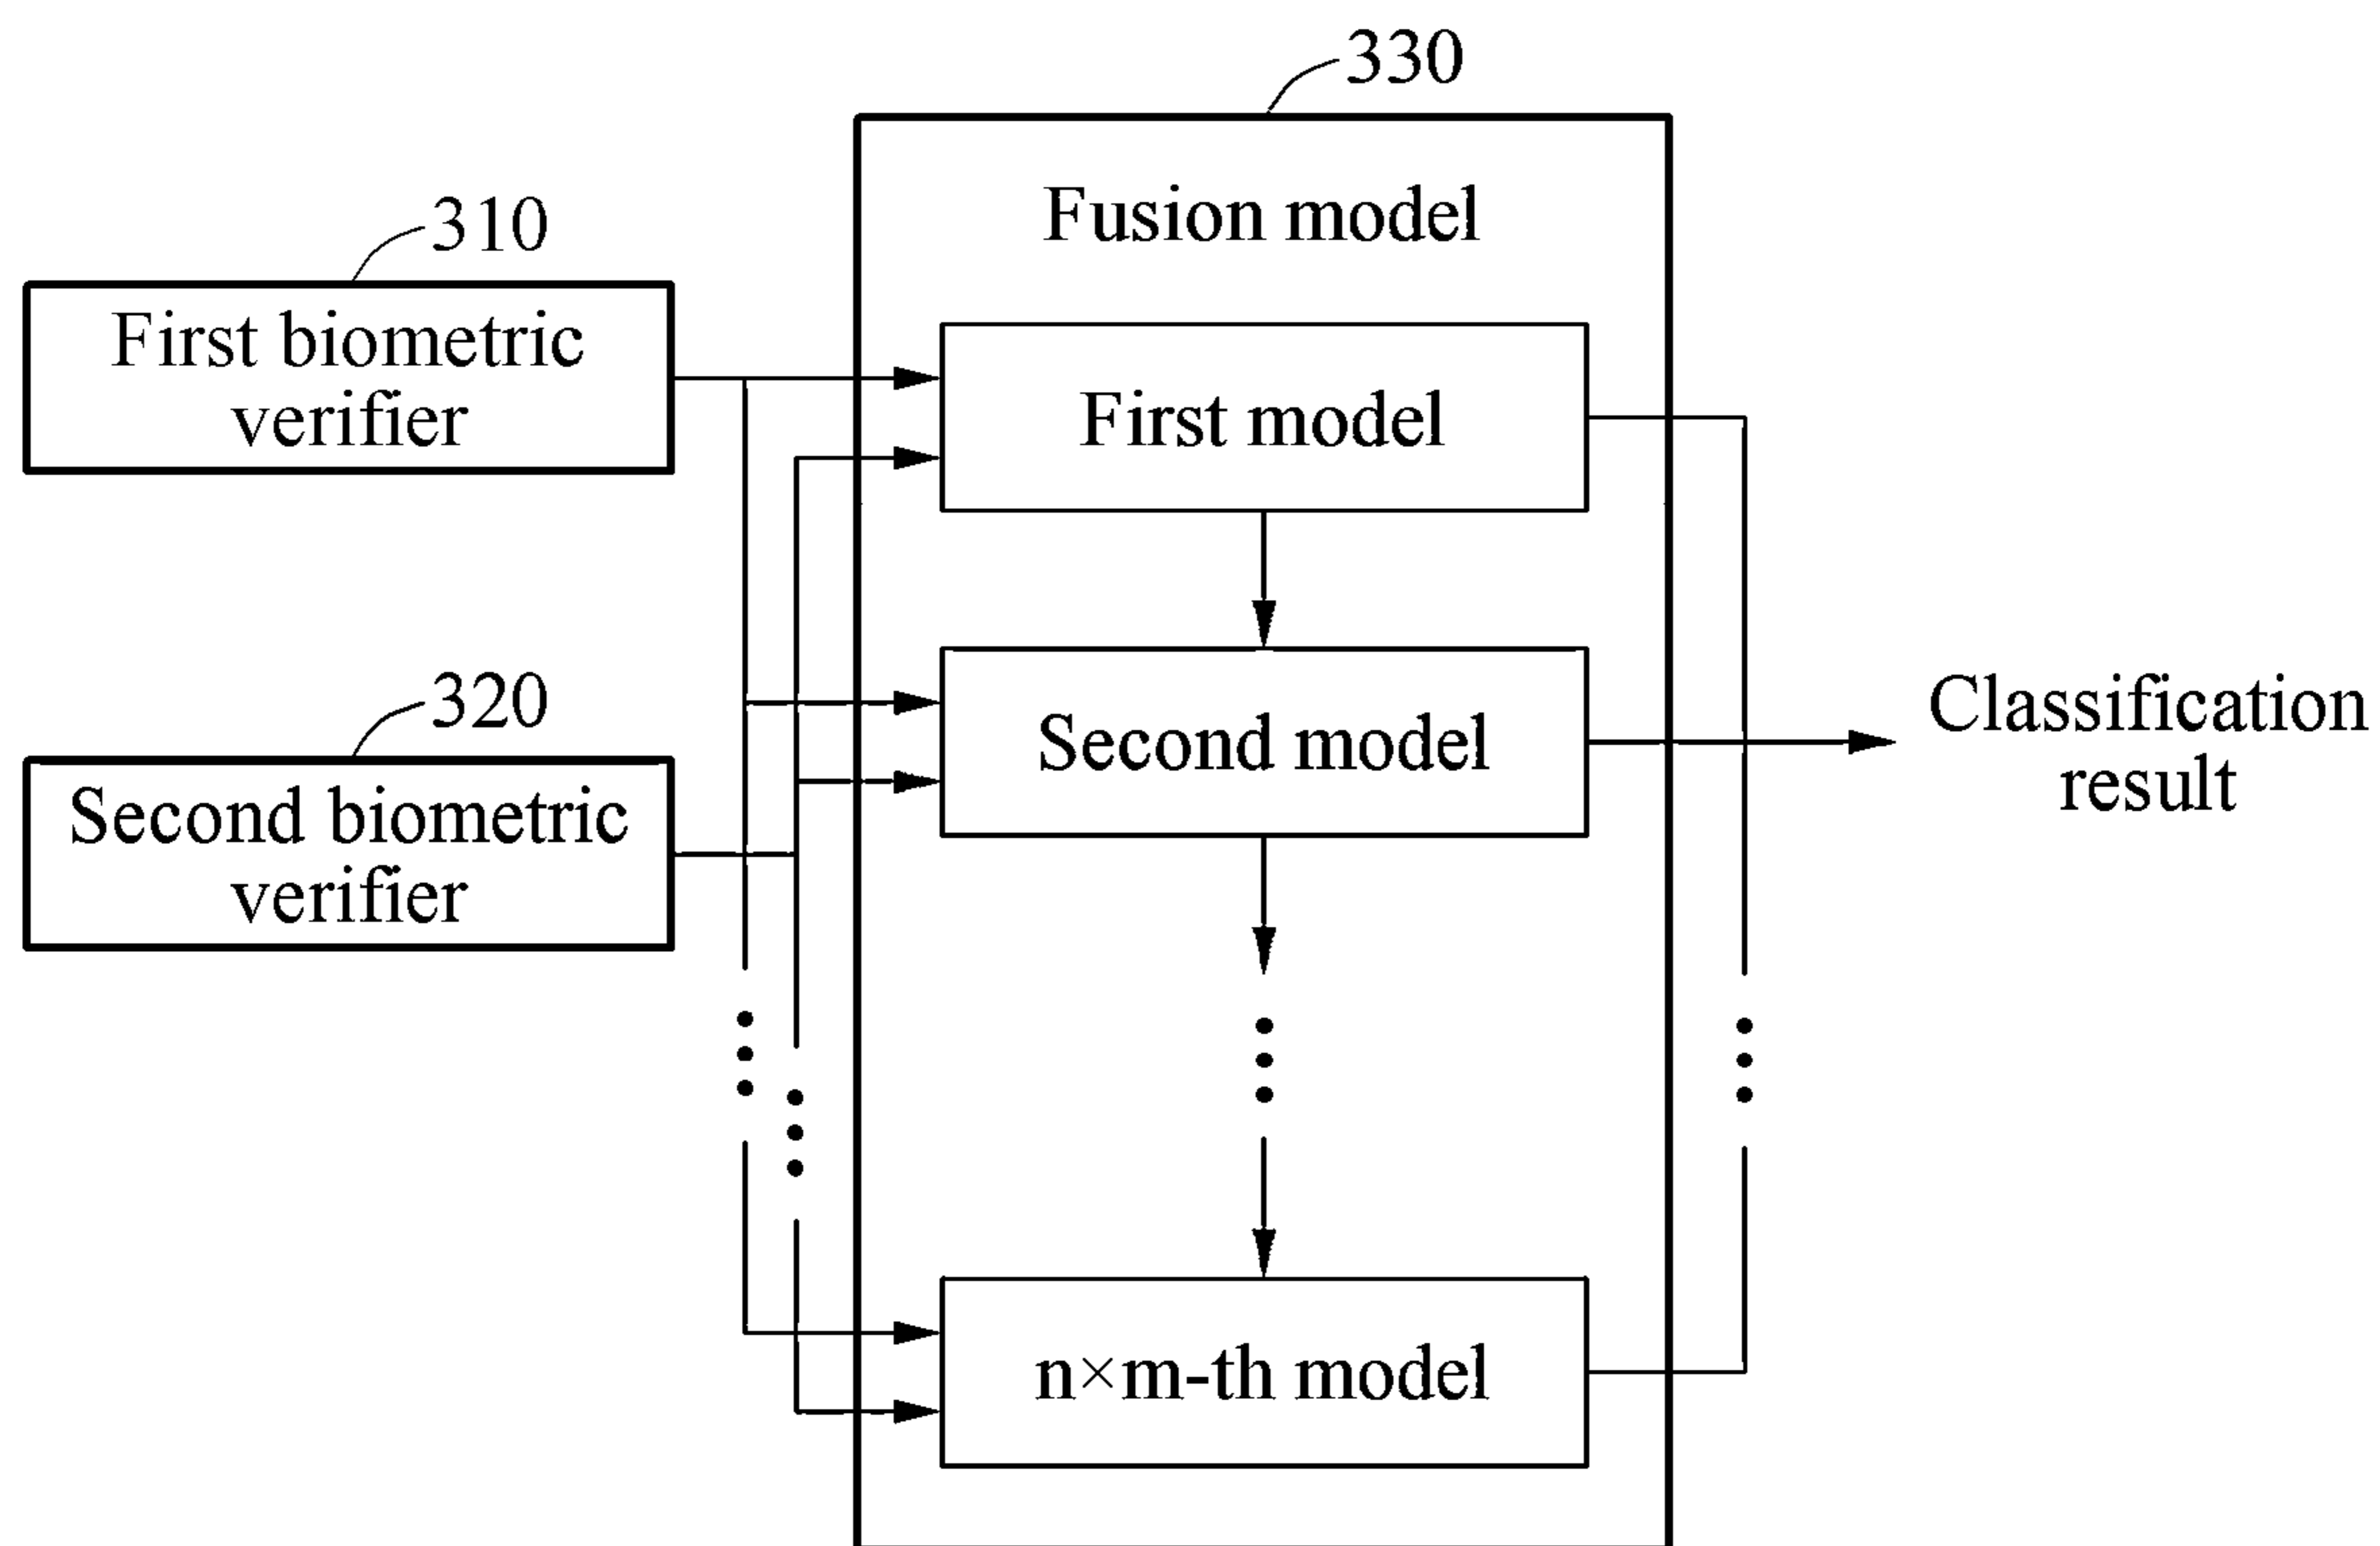 330
Fusion model
310
First biometric
verifier
First model
320
Second biometric
verifier
Second model
Classification
result
n×m-th model